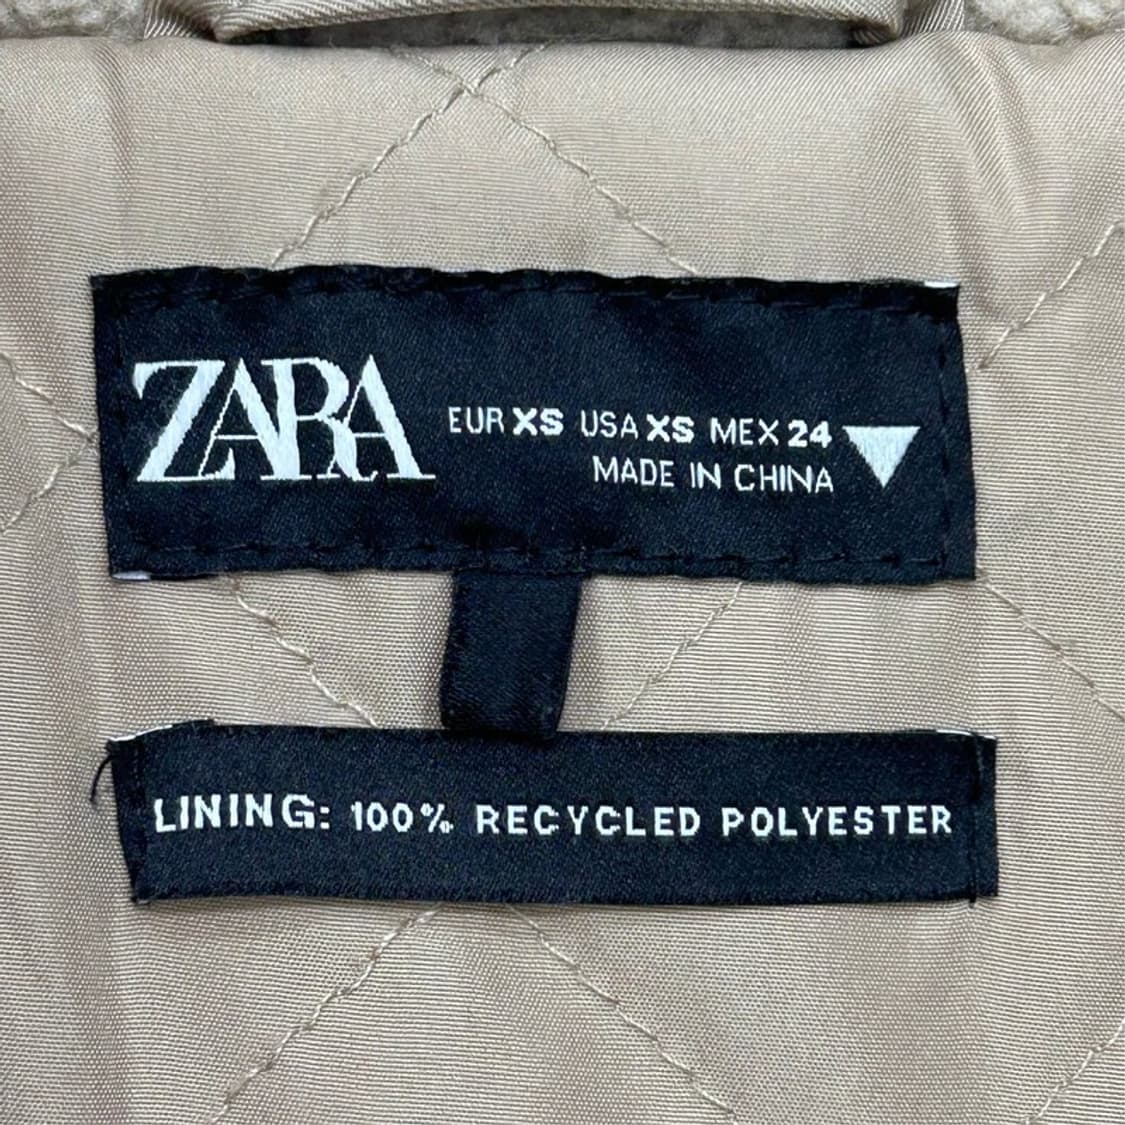 ZARA
EUR XS USA XS MEX 24
MADE IN CHINA
LINING: 100% RECYCLED POLYESTER